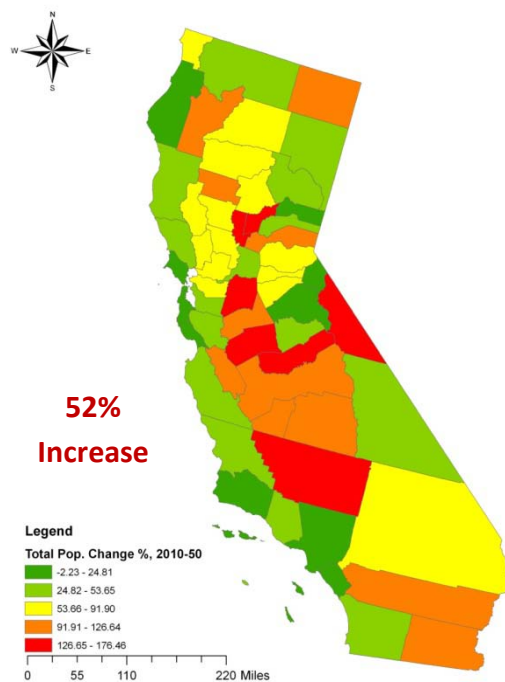 N
W E
S
52%
Increase
Legend
Total Pop. Change %, 2010-50
-2.23 - 24.81
24.82 - 53.65
53.66 - 91.90
91.91 - 126.64
126.65 - 176.46
0 55 110 220 Miles